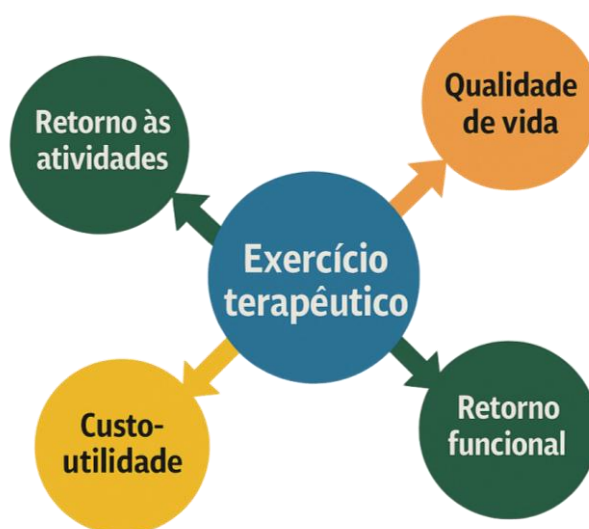 Retorno às
atividades
Qualidade
de vida
Exercício
terapêutico
Custo-
utilidade
Retorno
funcional